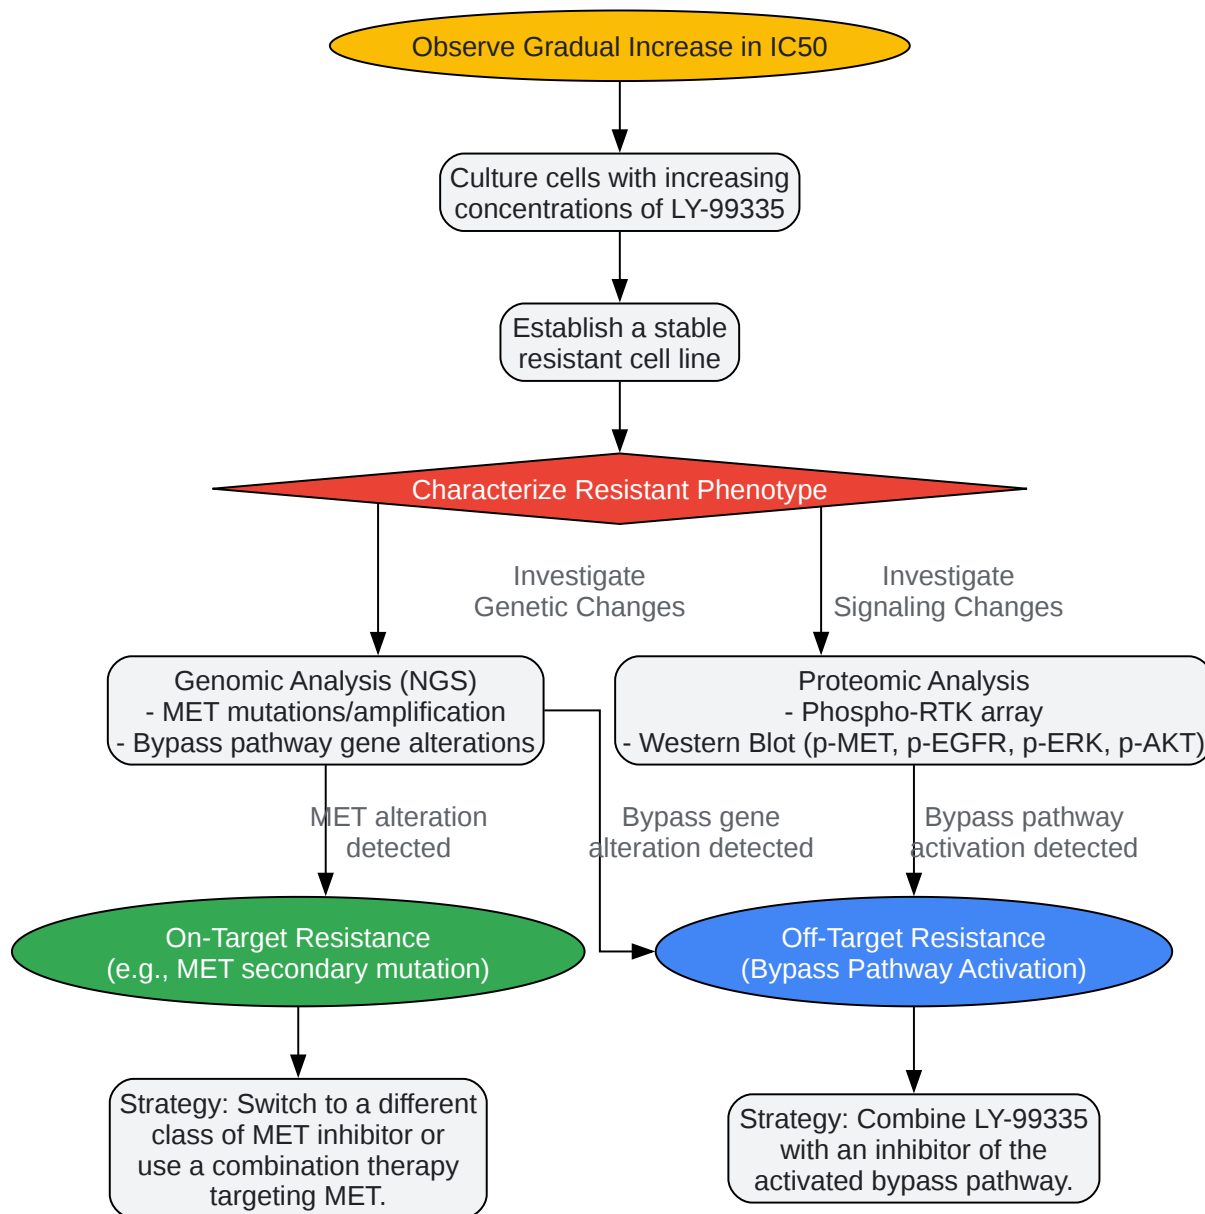 Observe Gradual Increase in IC50
Culture cells with increasing
concentrations of LY-99335
Establish a stable
resistant cell line
Characterize Resistant Phenotype
Investigate
Genetic Changes
Investigate
Signaling Changes
Genomic Analysis (NGS)
- MET mutations/amplification
- Bypass pathway gene alterations
Proteomic Analysis
- Phospho-RTK array
- Western Blot (p-MET, p-EGFR, p-ERK, p-AKT)
MET alteration
detected
Bypass gene
alteration detected
Bypass pathway
activation detected
On-Target Resistance
(e.g., MET secondary mutation)
Off-Target Resistance
(Bypass Pathway Activation)
Strategy: Switch to a different
class of MET inhibitor or
use a combination therapy
targeting MET.
Strategy: Combine LY-99335
with an inhibitor of the
activated bypass pathway.